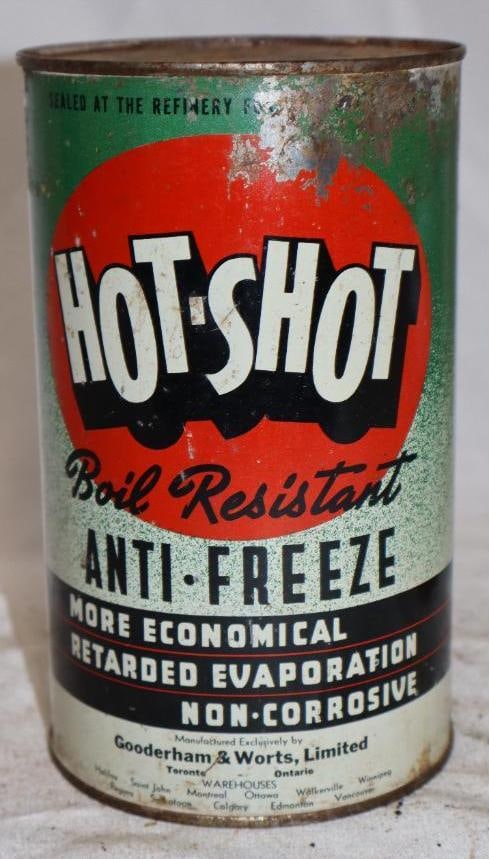 SEALED AT THE REFINERY
HOT-SHOT
Boil Resistant
ANTI-FREEZE
MORE ECONOMICAL
RETARDED EVAPORATION
NON-CORROSIVE
Manufactured Exclusively by
Gooderham & Worts, Limited
Toronto Ontario
WAREHOUSES
Halifax Saint John Montreal Ottawa Walkerville Winnipeg
Regina Saskatoon Calgary Edmonton Vancouver